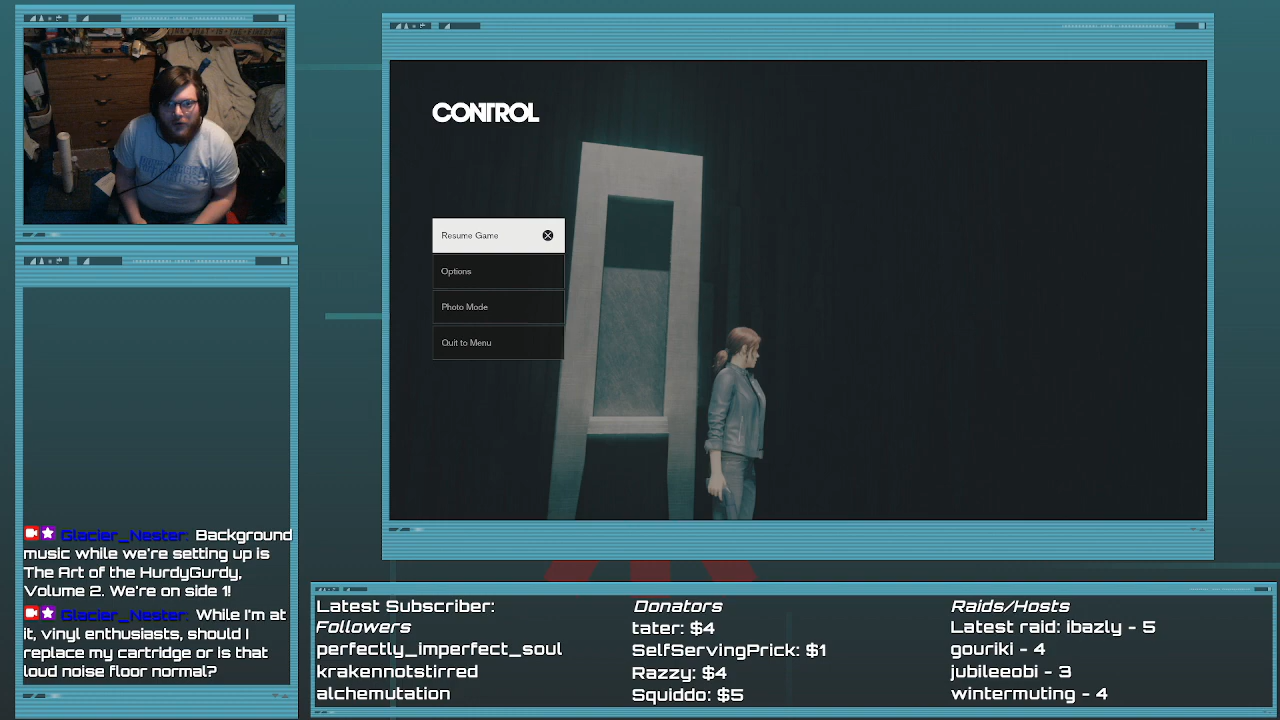 CONTROL
Resume Game
Options
Photo Mode
Quit to Menu
Glacier_Nester: Background
music while we're setting up is
The Art of the HurdyGurdy,
Volume 2. We're on side 1!
Glacier_Nester: While I'm at
it, vinyl enthusiasts, should I
replace my cartridge or is that
loud noise floor normal?
Latest Subscriber:
Followers
perfectly_imperfect_soul
krakennotstirred
alchemutation
Donators
tater: $4
SelfServingPrick: $1
Razzy: $4
Squiddo: $5
Raids/Hosts
Latest raid: ibazly - 5
gouriki - 4
jubileeobi - 3
wintermuting - 4